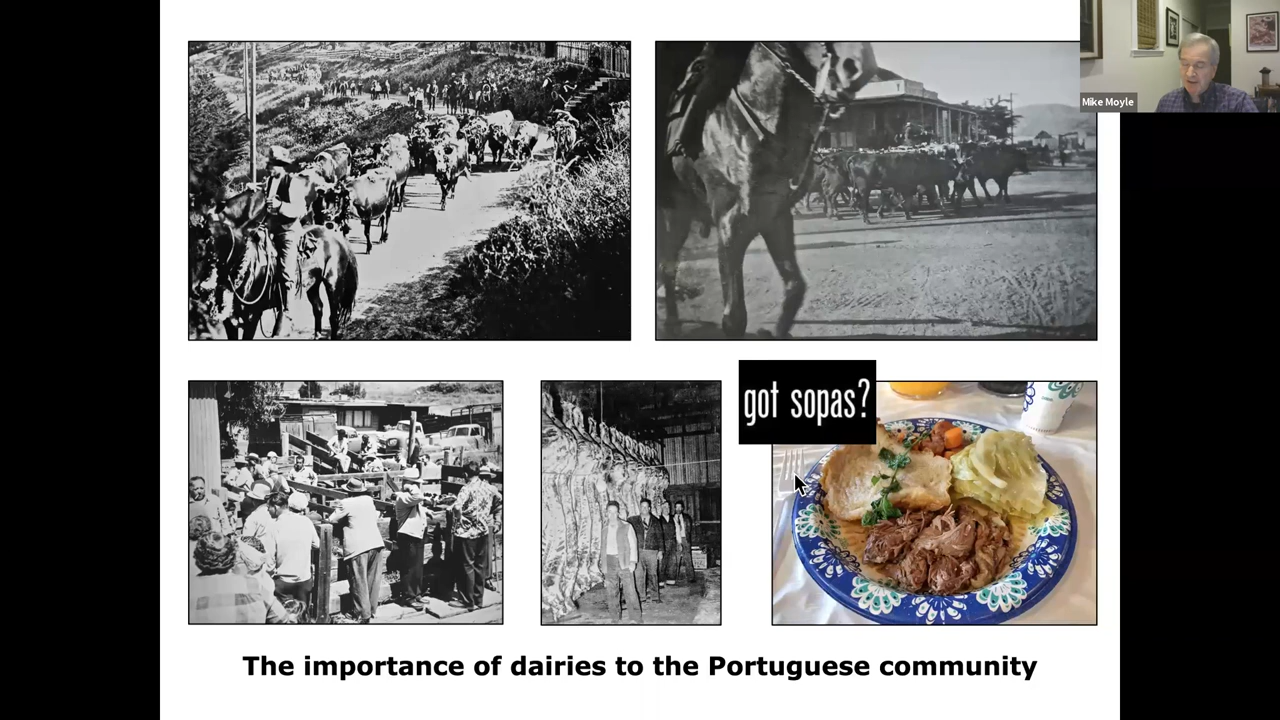 Mike Moyle
got sopas?
The importance of dairies to the Portuguese community